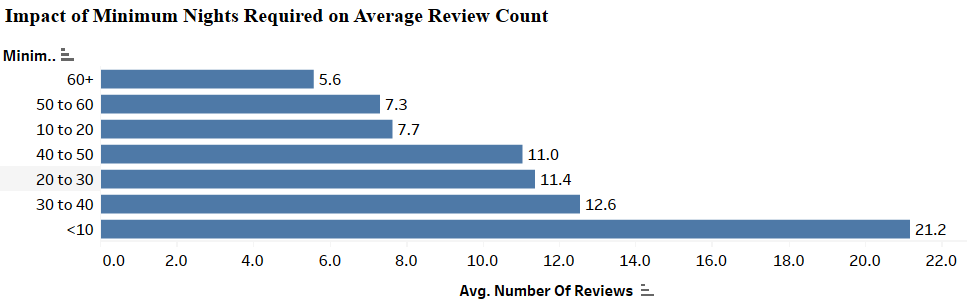 Impact of Minimum Nights Required on Average Review Count
Minim..
60+ 5.6
50 to 60 7.3
10 to 20 7.7
40 to 50 11.0
20 to 30 11.4
30 to 40 12.6
<10 21.2
0.0 2.0 4.0 6.0 8.0 10.0 12.0 14.0 16.0 18.0 20.0 22.0
Avg. Number Of Reviews